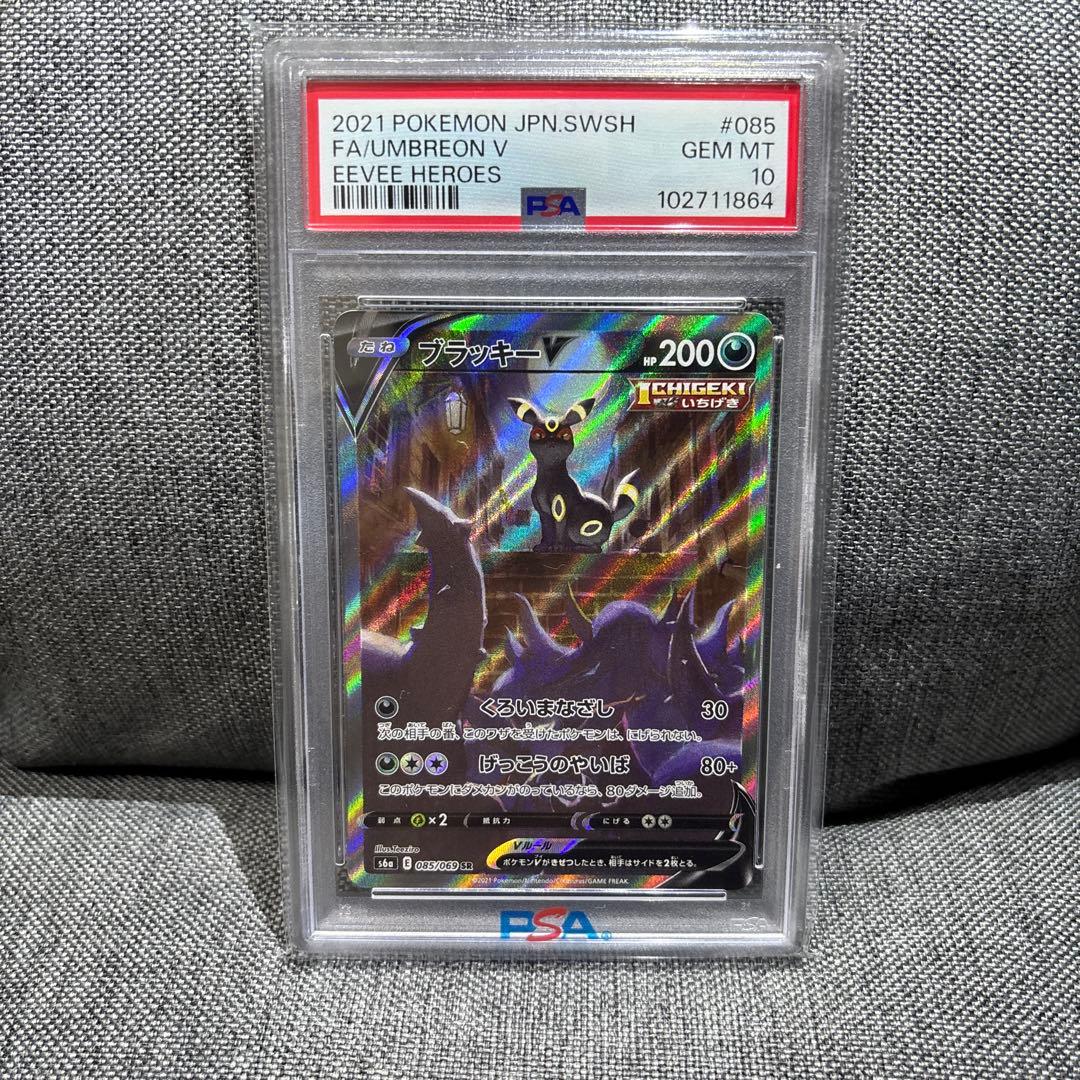 2021 POKEMON JPN.SWSH #085
FA/UMBREON V GEM MT
EEVEE HEROES 10
PSA 102711864
たね ブラッキーV HP 200
ICHIGEKI
いちげき
くろいまなざし 30
次の相手の番、このワザを受けたポケモンは、にげられない。
げっこうのやいば 80+
このポケモンにダメカンがのっているなら、80ダメージ追加。
弱点 ×2 抵抗力 にげる
Illus.Teeziro
Vルール
ポケモンVがきぜつしたとき、相手はサイドを2枚とる。
s6a E 085/069 SR
©2021 Pokémon/Nintendo/Creatures/GAME FREAK.
PSA